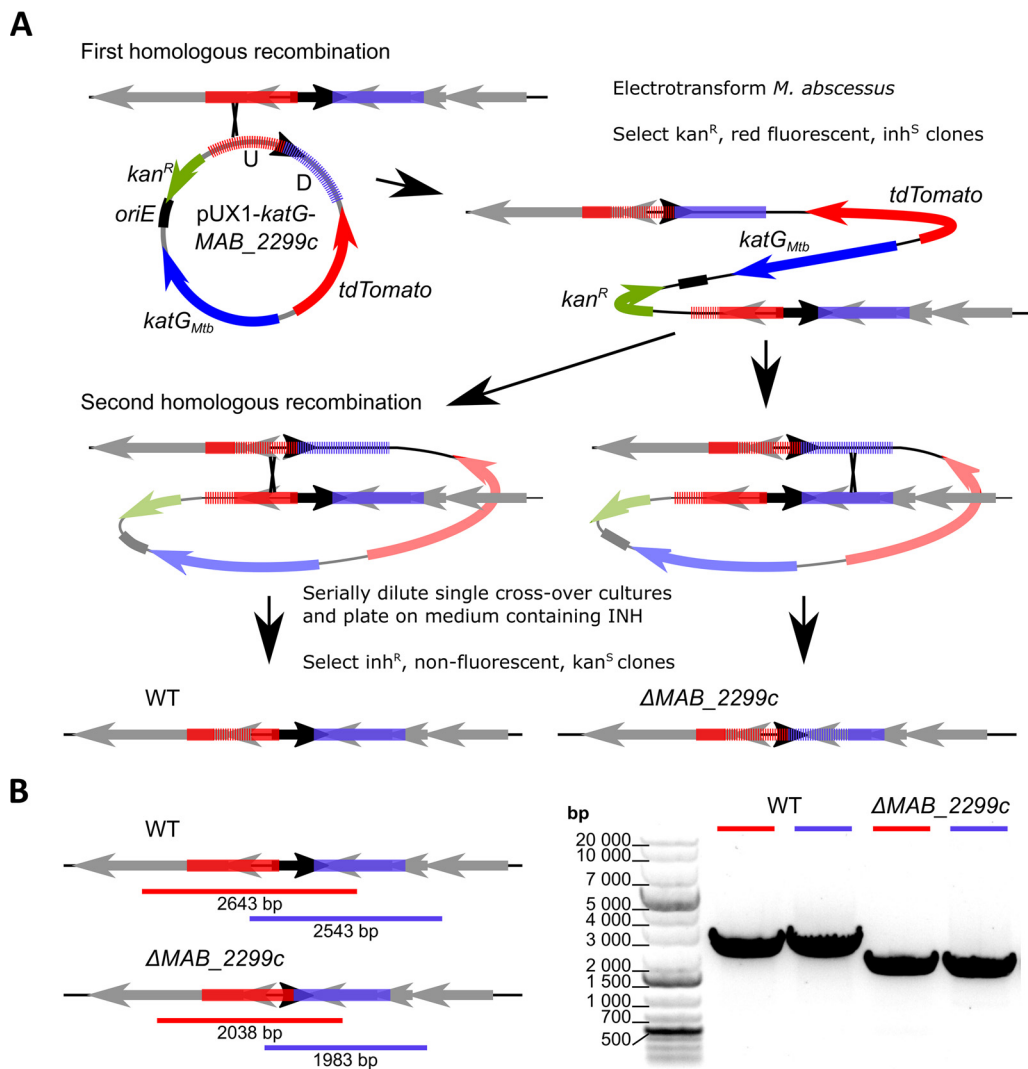 A
First homologous recombination
Electrotransform M. abscessus
Select kanR, red fluorescent, inhS clones
U
D
kanR
oriE
pUX1-katG-
MAB_2299c
tdTomato
katGMtb
tdTomato
katGMtb
kanR
Second homologous recombination
Serially dilute single cross-over cultures
and plate on medium containing INH
Select inhR, non-fluorescent, kanS clones
WT
ΔMAB_2299c
B
WT
2643 bp
2543 bp
ΔMAB_2299c
2038 bp
1983 bp
bp
WT
ΔMAB_2299c
20 000
10 000
7 000
5 000
4 000
3 000
2 000
1 500
1 000
700
500